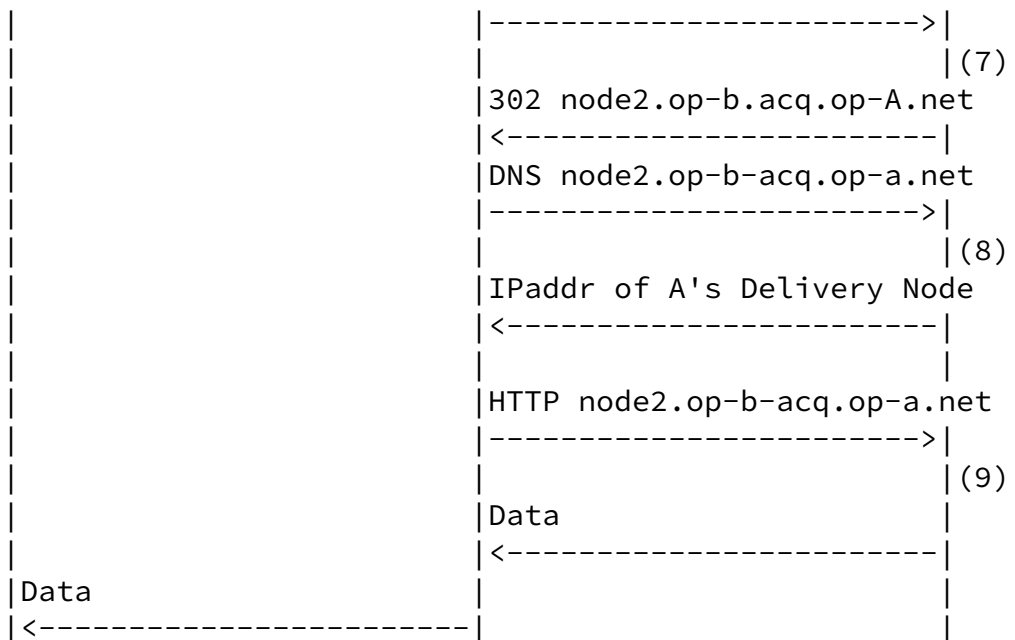 |                         |------------------------>|
|                         |                         |(7)
|                         |302 node2.op-b.acq.op-A.net
|                         |<------------------------|
|                         |DNS node2.op-b-acq.op-a.net
|                         |------------------------>|
|                         |                         |(8)
|                         |IPaddr of A's Delivery Node
|                         |<------------------------|
|                         |                         |
|                         |HTTP node2.op-b-acq.op-a.net
|                         |------------------------>|
|                         |                         |(9)
|                         |Data                     |
|                         |<------------------------|
|Data                     |                         |
|<------------------------|                         |